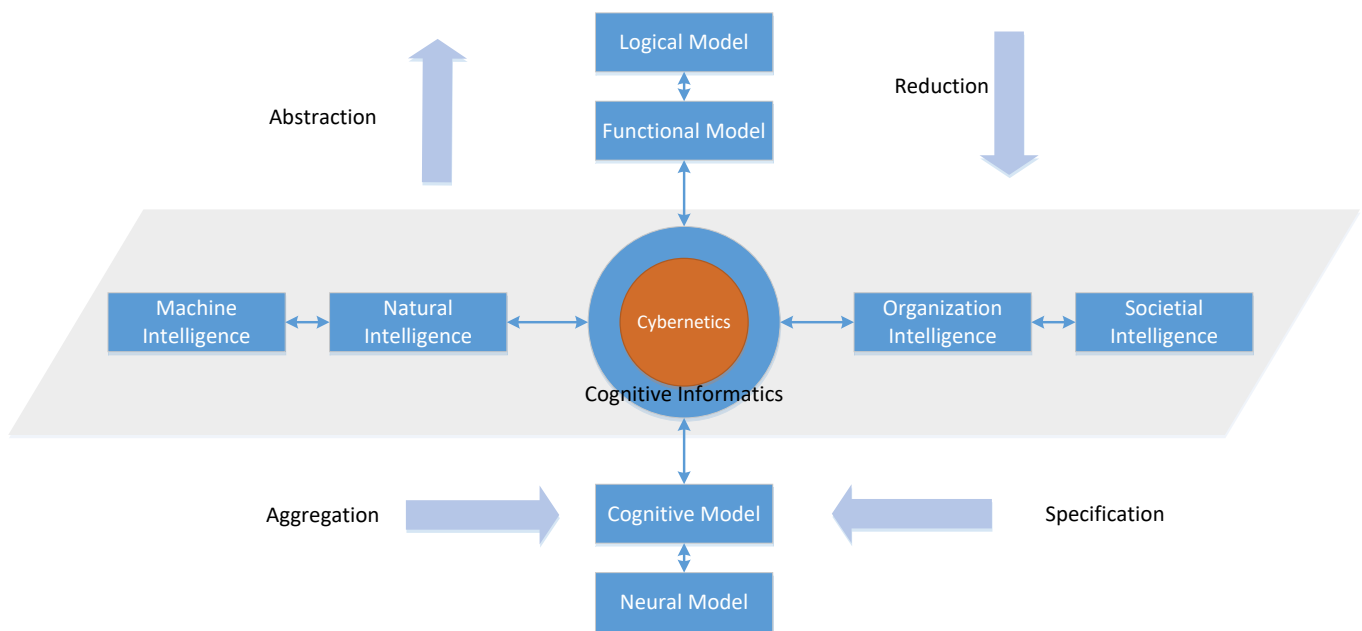 Logical Model
Abstraction
Reduction
Functional Model
Machine
Intelligence
Natural
Intelligence
Cybernetics
Organization
Intelligence
Societial
Intelligence
Cognitive Informatics
Aggregation
Cognitive Model
Specification
Neural Model